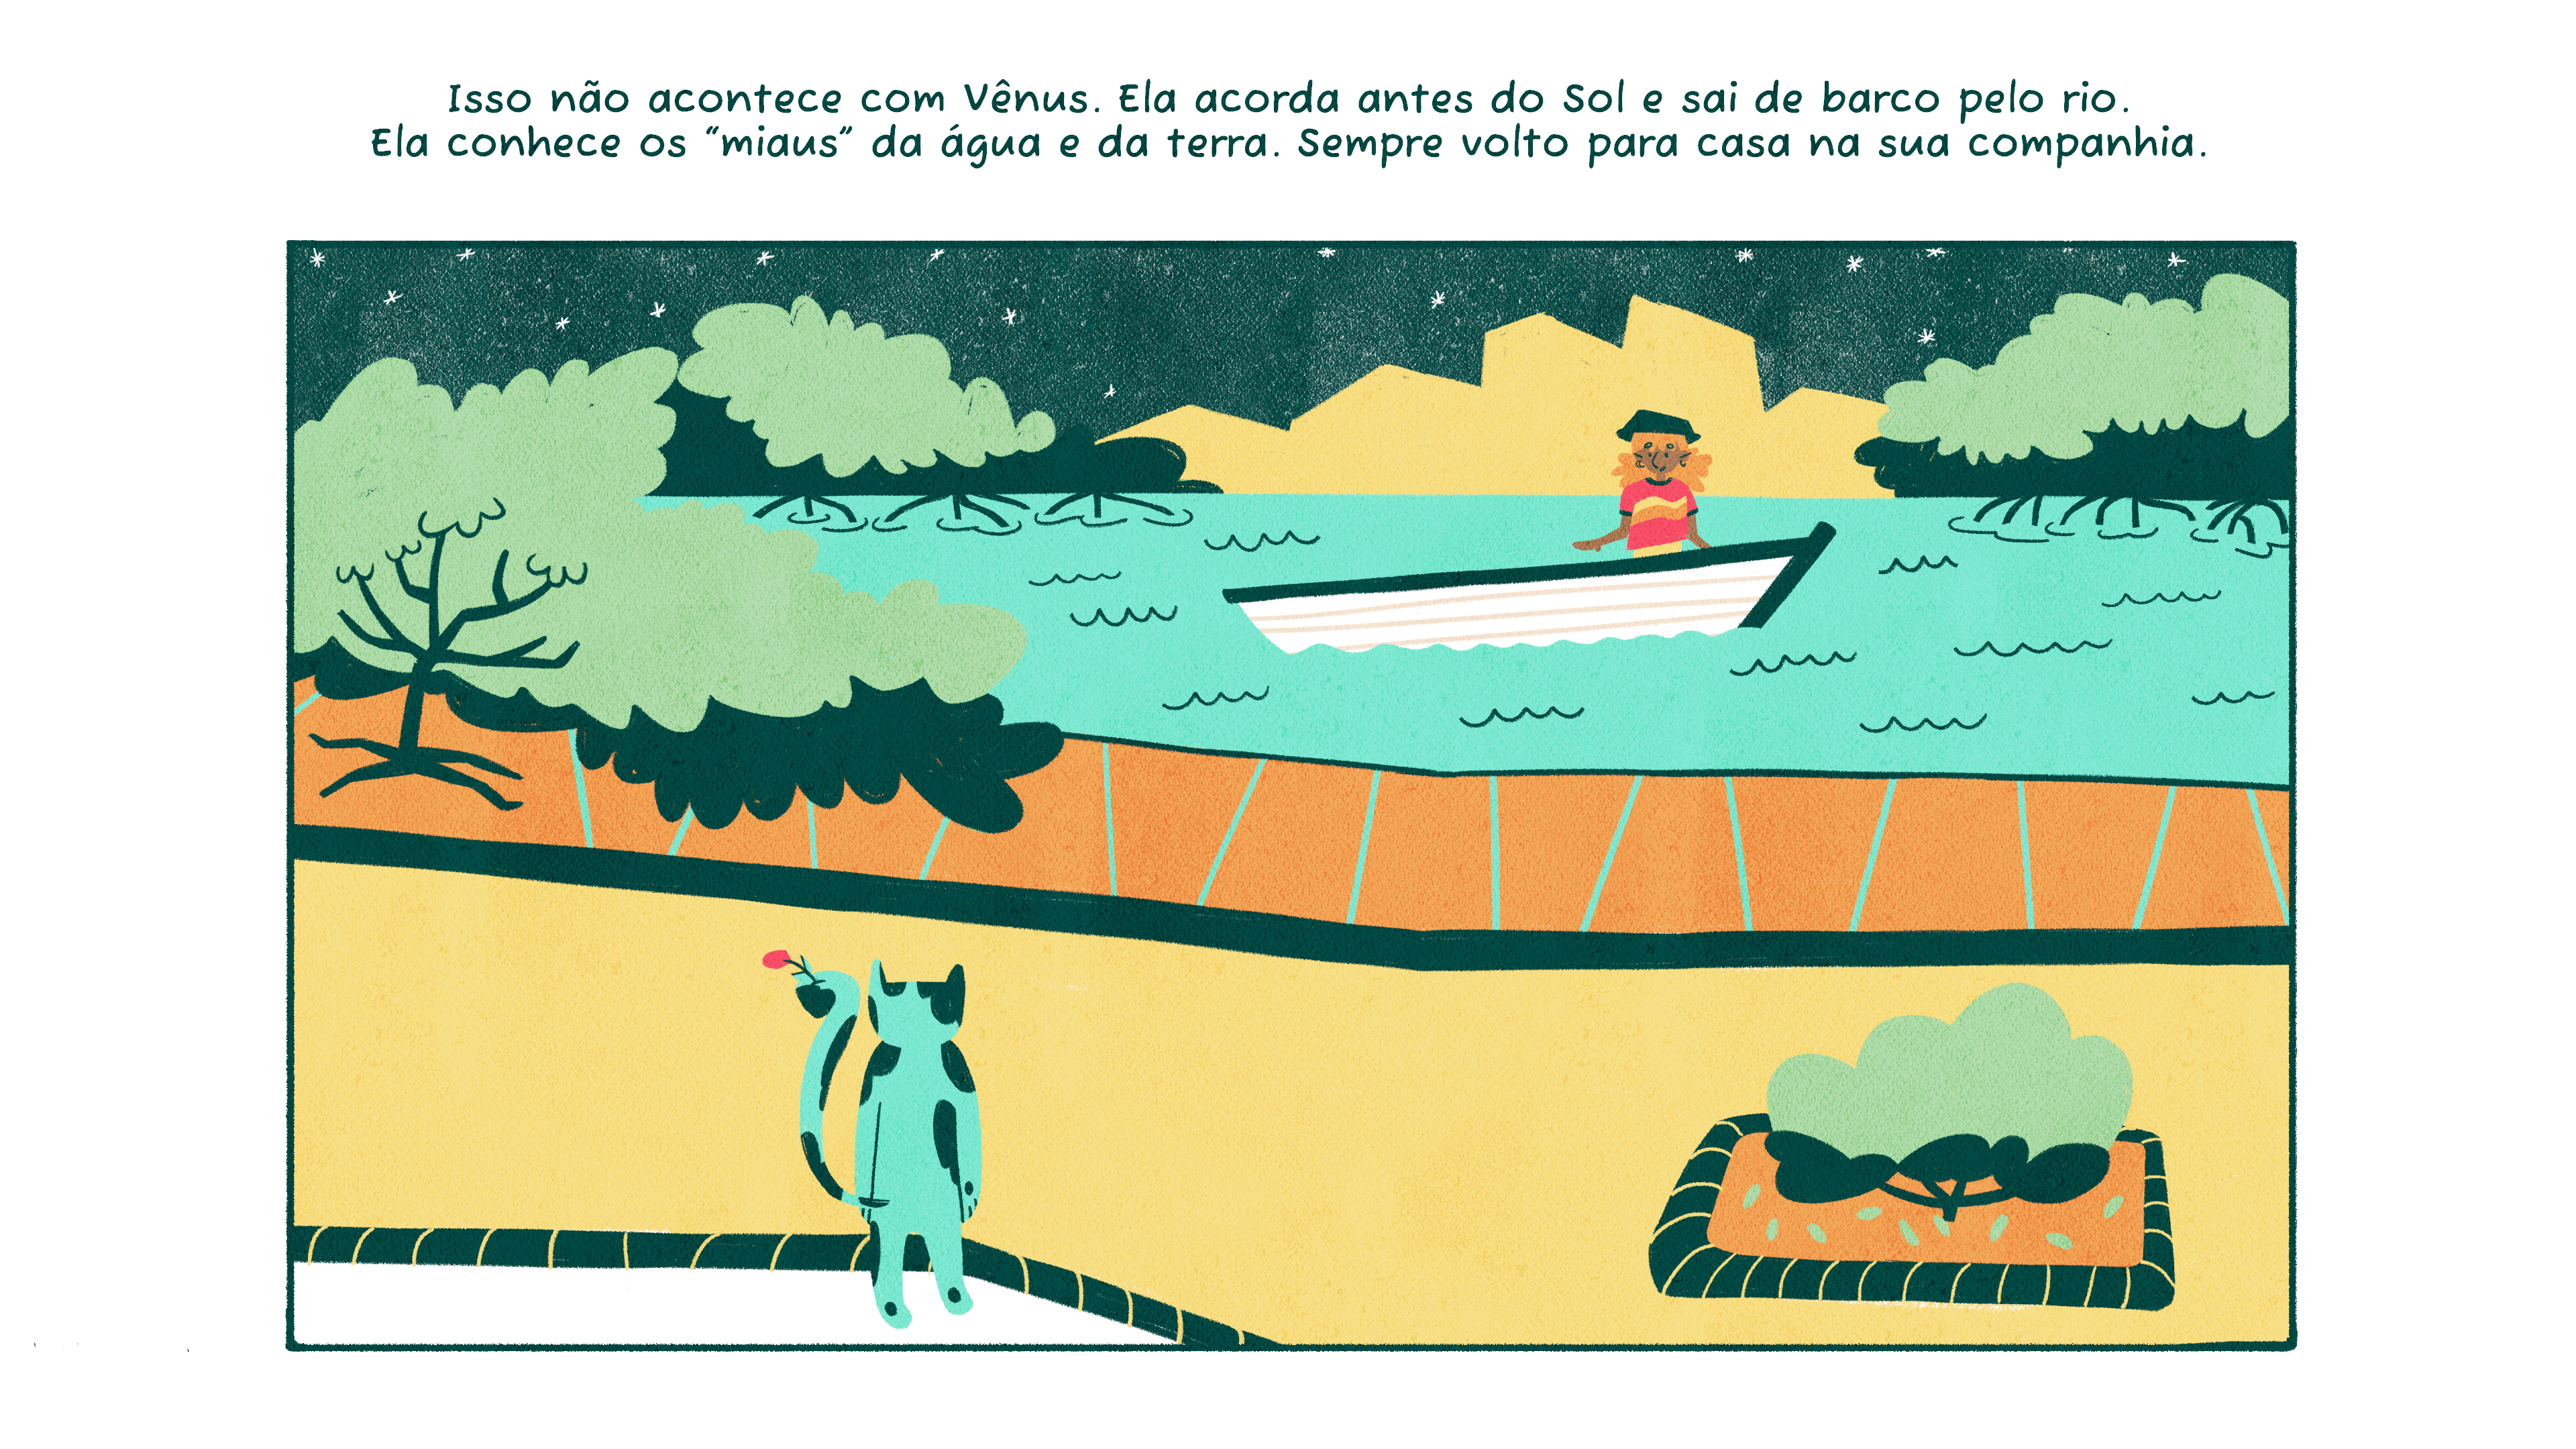 Isso não acontece com Vênus. Ela acorda antes do Sol e sai de barco pelo rio.
Ela conhece os “miaus” da água e da terra. Sempre volto para casa na sua companhia.